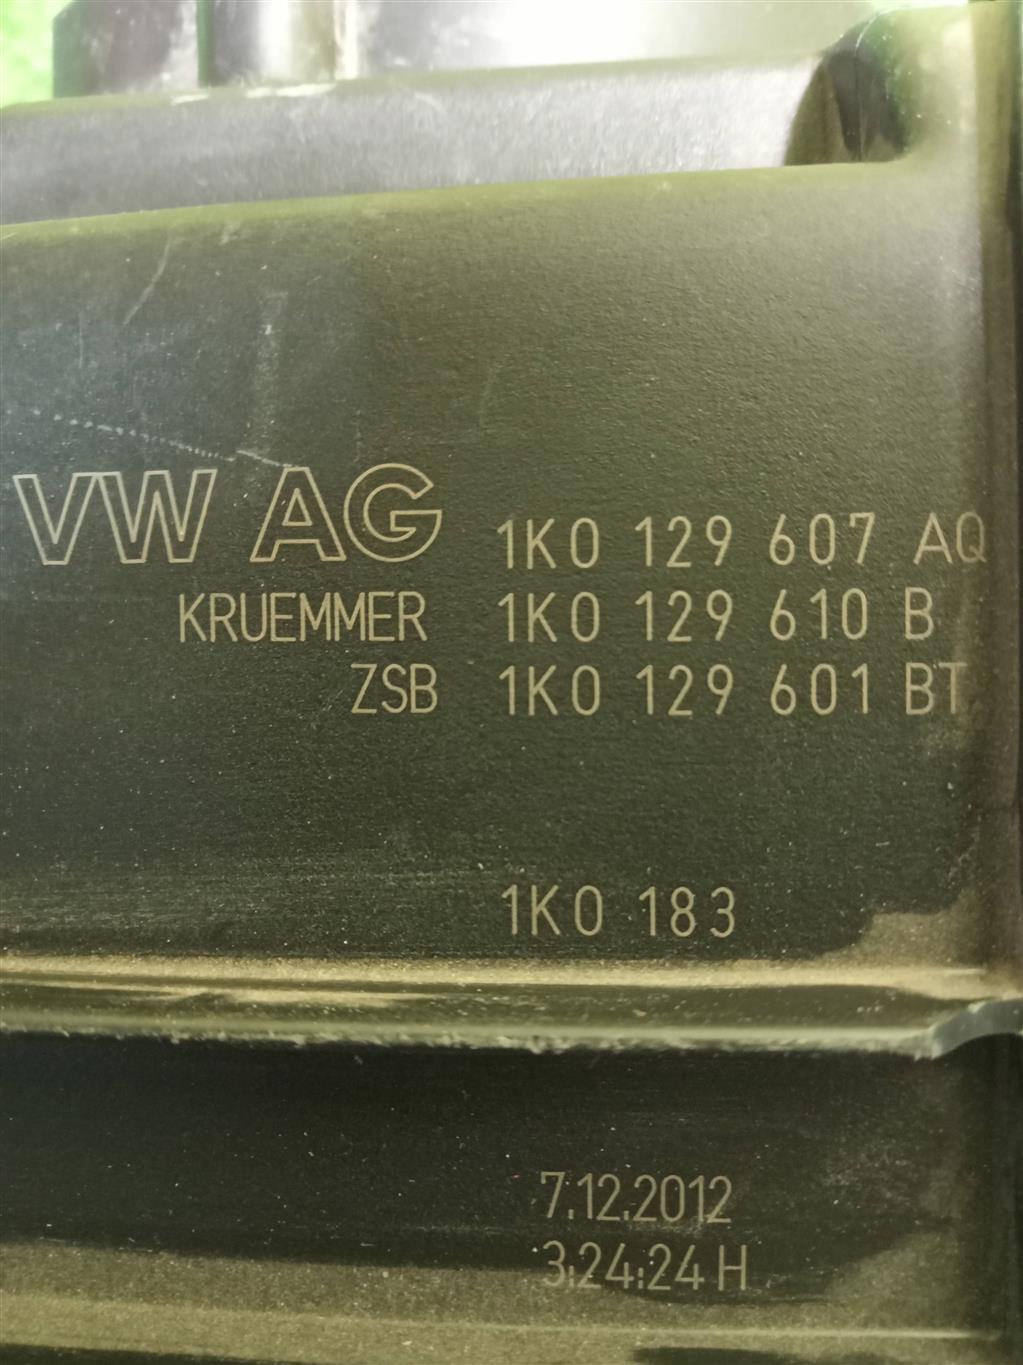 VW AG 1K0 129 607 AQ
KRUEMMER 1K0 129 610 B
ZSB 1K0 129 601 BT
1K0 183
7.12.2012
3:24:24 H